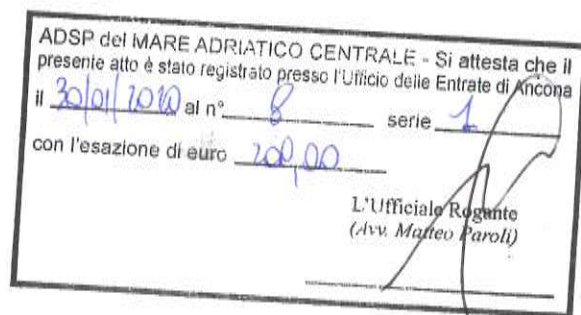 ADSP del MARE ADRIATICO CENTRALE - Si attesta che il
presente atto è stato registrato presso l'Ufficio delle Entrate di Ancona
il 30/01/2020 al n° 8 serie 1
con l'esazione di euro 200,00
L'Ufficiale Rogante
(Avv. Matteo Paroli)